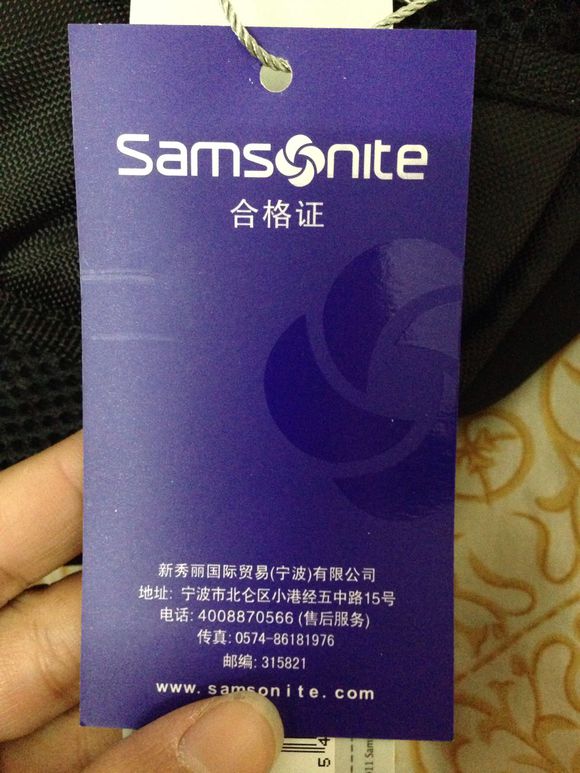 Samsonite
合格证
新秀丽国际贸易(宁波)有限公司
地址: 宁波市北仑区小港经五中路15号
电话: 4008870566 (售后服务)
传真: 0574-86181976
邮编: 315821
www.samsonite.com